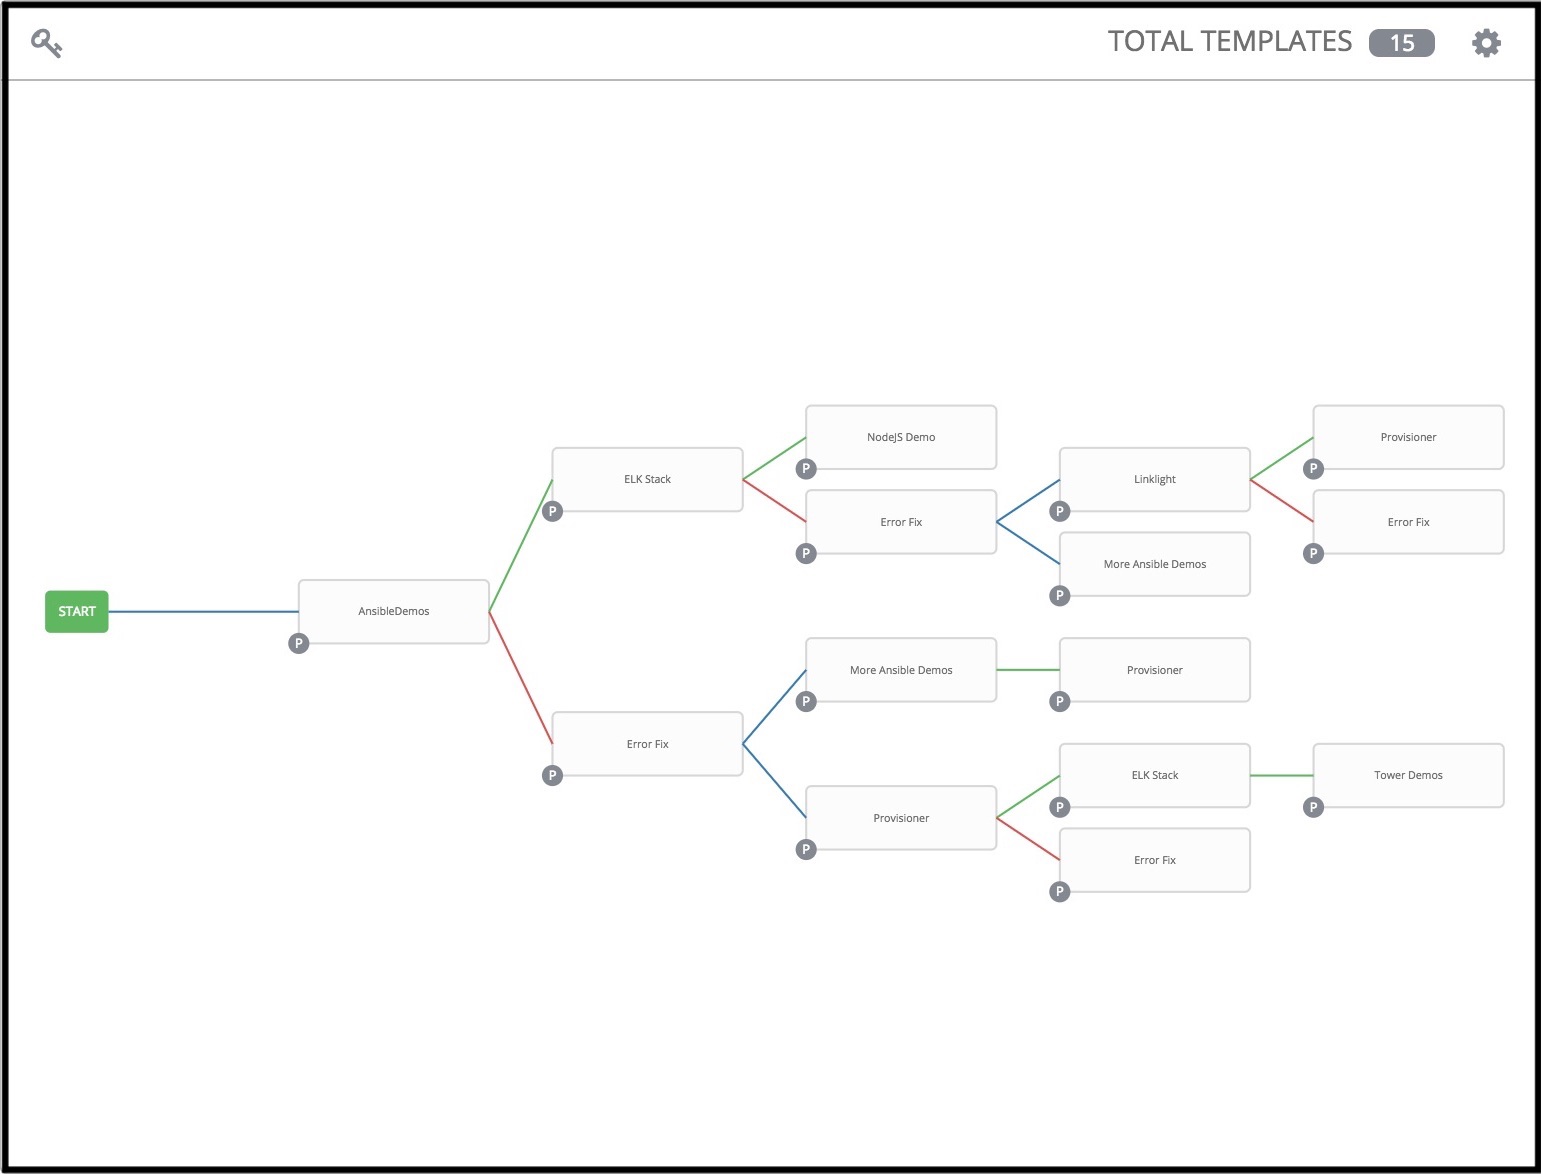 TOTAL TEMPLATES 15
START
AnsibleDemos
P
ELK Stack
P
Error Fix
P
NodeJS Demo
P
Error Fix
P
More Ansible Demos
P
Provisioner
P
Linklight
P
More Ansible Demos
P
Provisioner
P
ELK Stack
P
Error Fix
P
Provisioner
P
Error Fix
P
Tower Demos
P